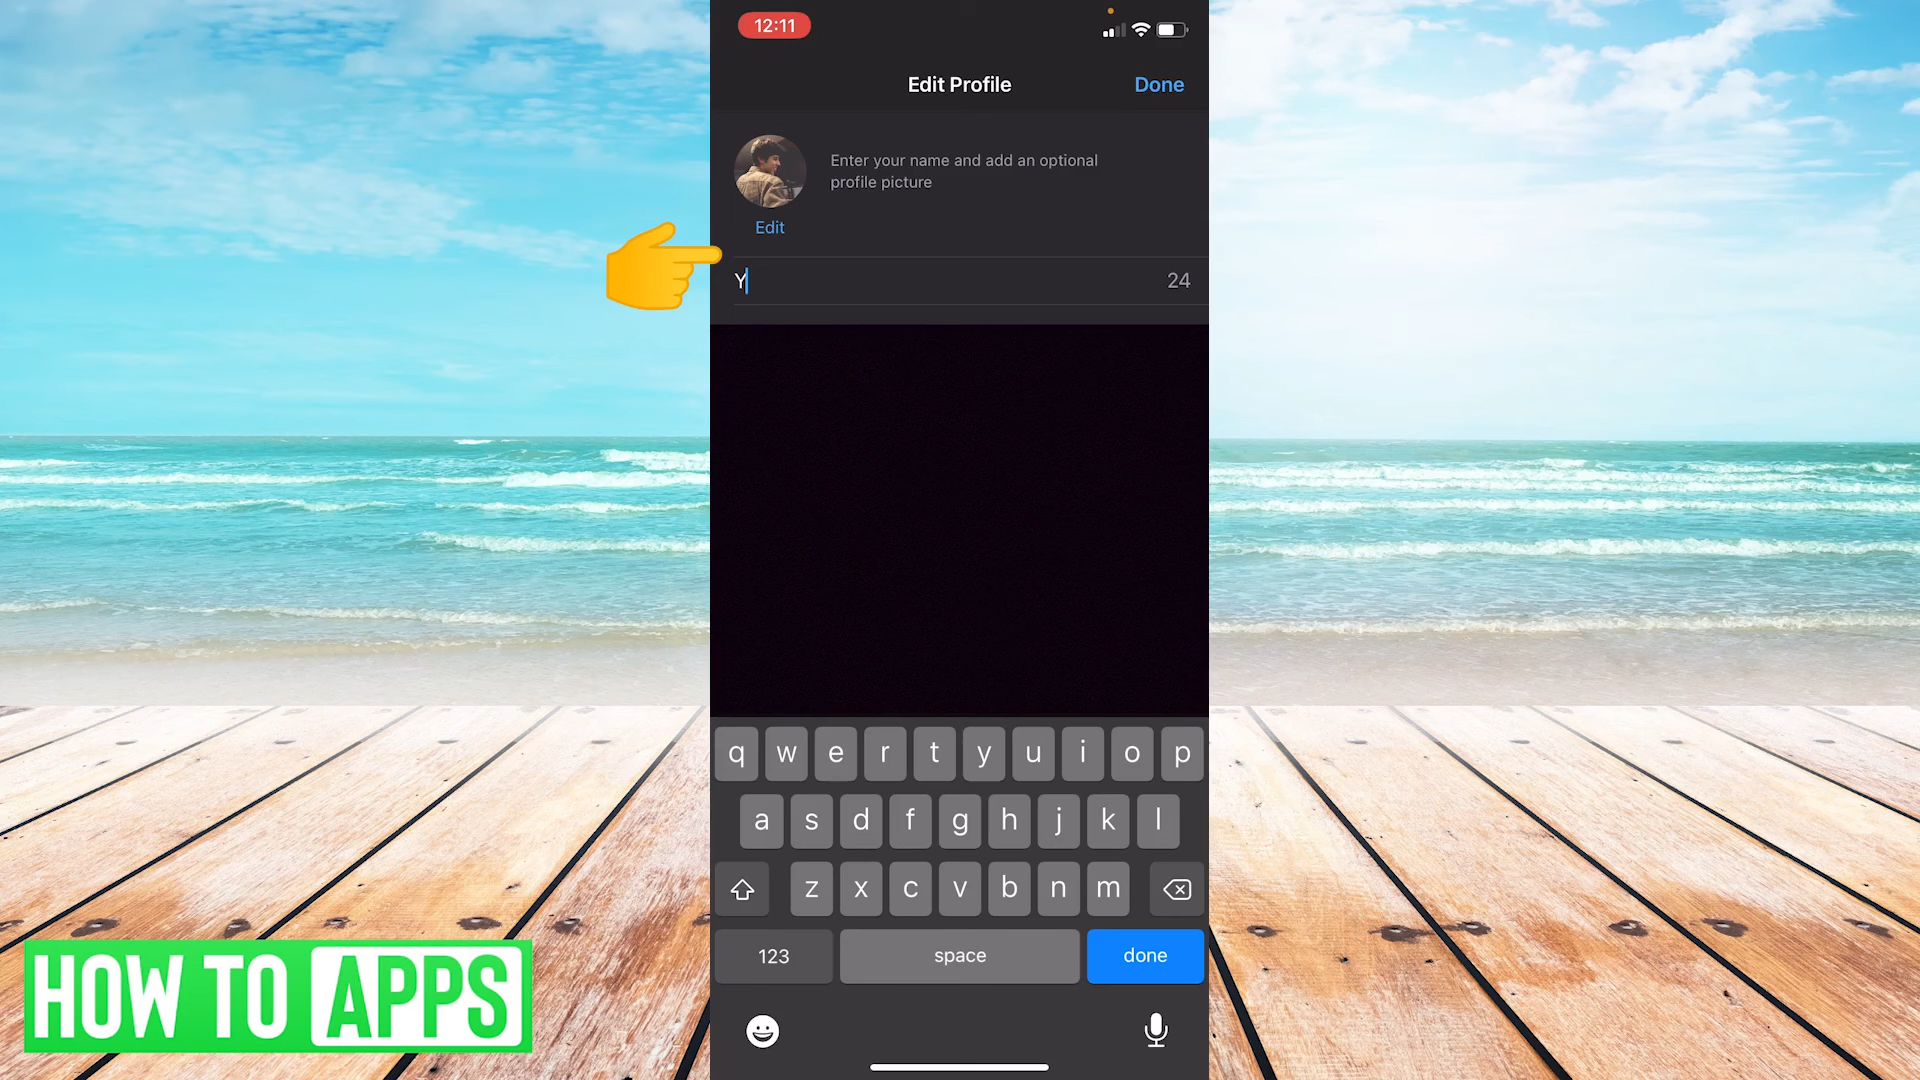 12:11
Edit Profile
Done
Enter your name and add an optional
profile picture
Edit
Y
24
q w e r t y u i o p
a s d f g h j k l
z x c v b n m
123
space
done
HOW TO APPS